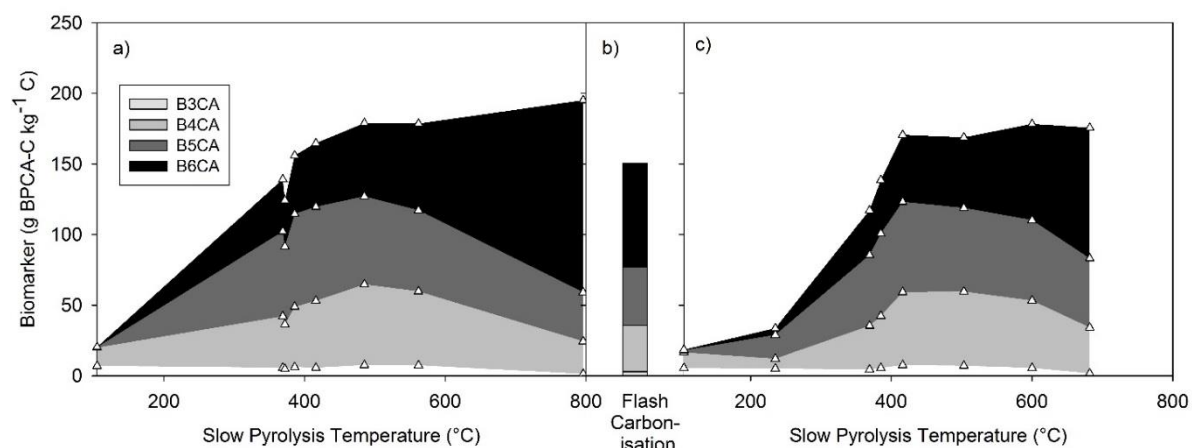 Biomarker (g BPCA-C kg⁻¹ C)
250
200
150
100
50
0
a)
B3CA
B4CA
B5CA
B6CA
b)
c)
200
400
600
800
Slow Pyrolysis Temperature (°C)
Flash
Carbon-
isation
200
400
600
800
Slow Pyrolysis Temperature (°C)